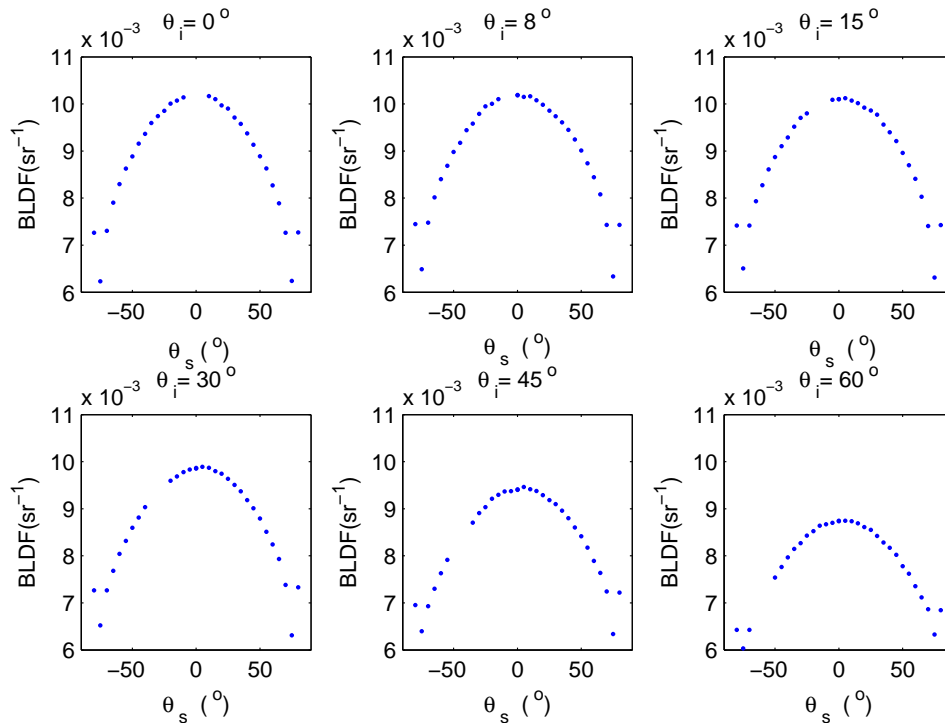 x 10⁻³ θ_i= 0 °
BLDF(sr⁻¹)
11
10
9
8
7
6
−50 0 50
θ_s (°)
x 10⁻³ θ_i= 8 °
BLDF(sr⁻¹)
11
10
9
8
7
6
−50 0 50
θ_s (°)
x 10⁻³ θ_i= 15 °
BLDF(sr⁻¹)
11
10
9
8
7
6
−50 0 50
θ_s (°)
x 10⁻³ θ_i= 30 °
BLDF(sr⁻¹)
11
10
9
8
7
6
−50 0 50
θ_s (°)
x 10⁻³ θ_i= 45 °
BLDF(sr⁻¹)
11
10
9
8
7
6
−50 0 50
θ_s (°)
x 10⁻³ θ_i= 60 °
BLDF(sr⁻¹)
11
10
9
8
7
6
−50 0 50
θ_s (°)